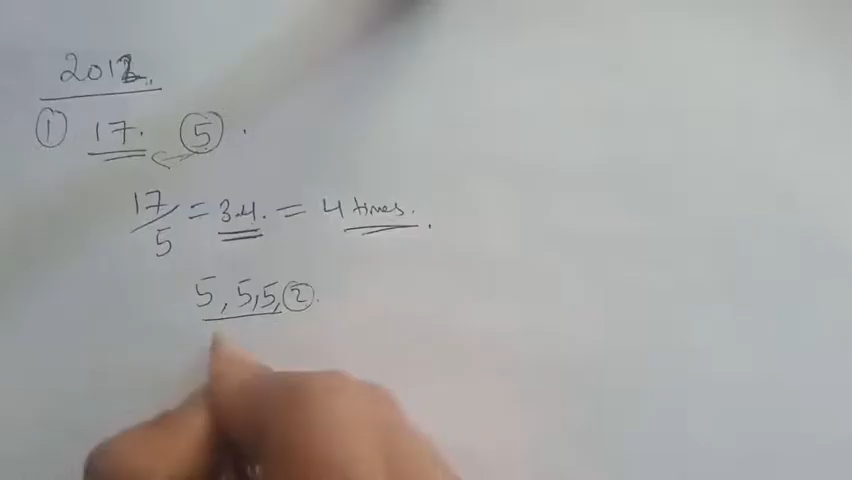 2012..
① 17. ⑤ .
17/5 = 3.4. = 4 times. .
5, 5,5,②.